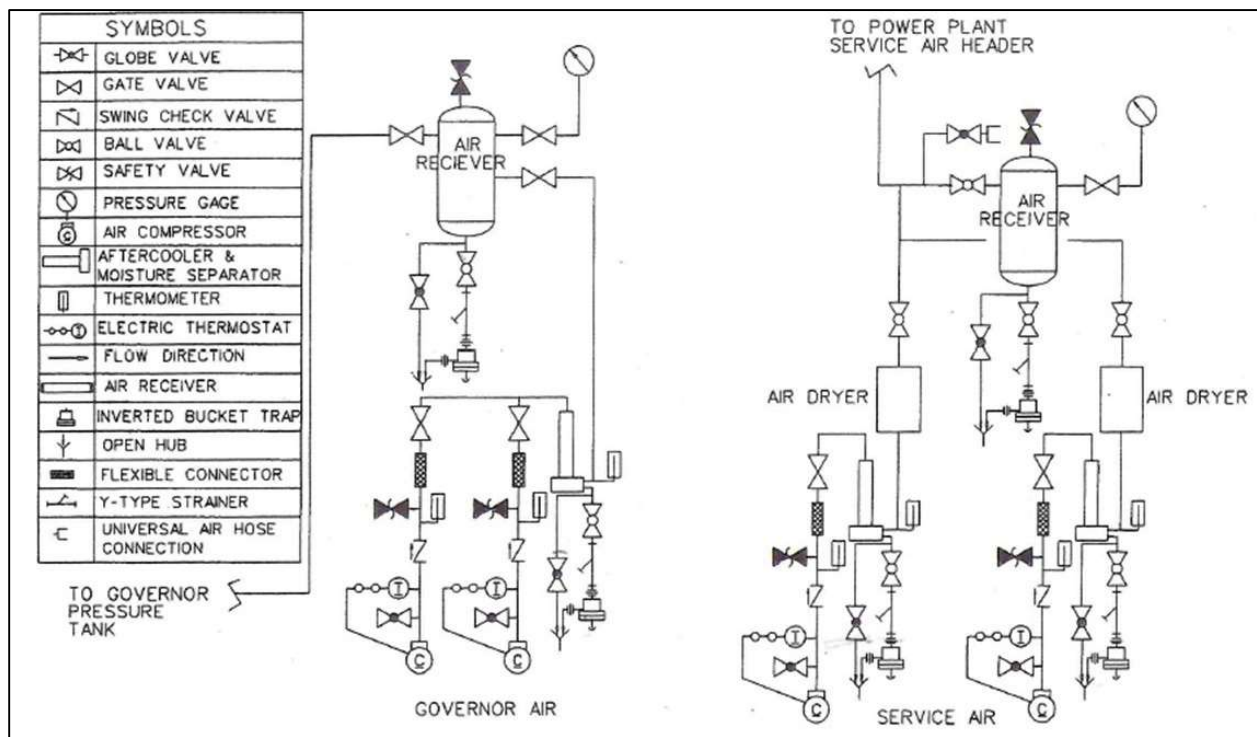 SYMBOLS
GLOBE VALVE
GATE VALVE
SWING CHECK VALVE
BALL VALVE
SAFETY VALVE
PRESSURE GAGE
C
AIR COMPRESSOR
AFTERCOOLER &
MOISTURE SEPARATOR
THERMOMETER
I
ELECTRIC THERMOSTAT
FLOW DIRECTION
AIR RECEIVER
INVERTED BUCKET TRAP
OPEN HUB
FLEXIBLE CONNECTOR
Y-TYPE STRAINER
UNIVERSAL AIR HOSE
CONNECTION
TO GOVERNOR
PRESSURE
TANK
AIR
RECIEVER
I
I
C
C
GOVERNOR AIR
TO POWER PLANT
SERVICE AIR HEADER
AIR
RECEIVER
AIR DRYER
AIR DRYER
I
I
C
C
SERVICE AIR